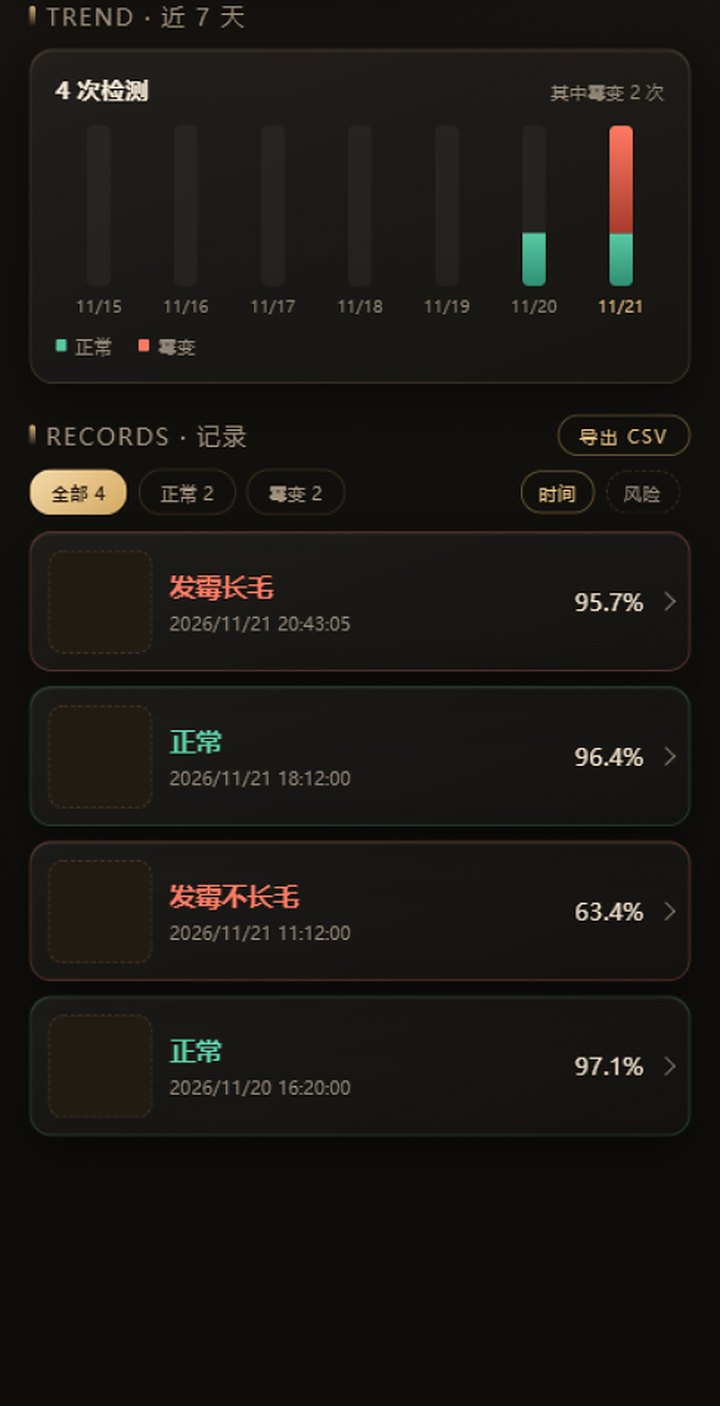 TREND · 近 7 天
4 次检测
其中霉变 2 次
11/15 11/16 11/17 11/18 11/19 11/20 11/21
正常 霉变
RECORDS · 记录
导出 CSV
全部 4 正常 2 霉变 2 时间 风险
发霉长毛
2026/11/21 20:43:05
95.7%
正常
2026/11/21 18:12:00
96.4%
发霉不长毛
2026/11/21 11:12:00
63.4%
正常
2026/11/20 16:20:00
97.1%